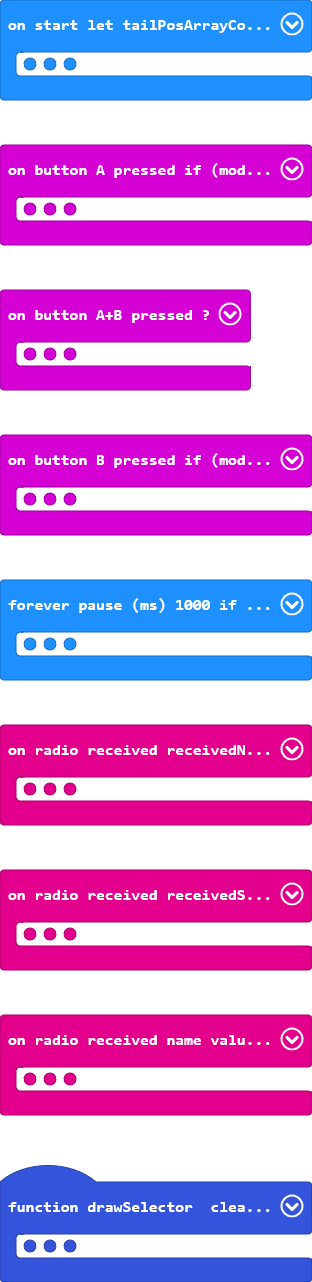 on start let tailPosArrayCo...
on button A pressed if (mod...
on button A+B pressed ?
on button B pressed if (mod...
forever pause (ms) 1000 if ...
on radio received receivedN...
on radio received receivedS...
on radio received name valu...
function drawSelector clea...